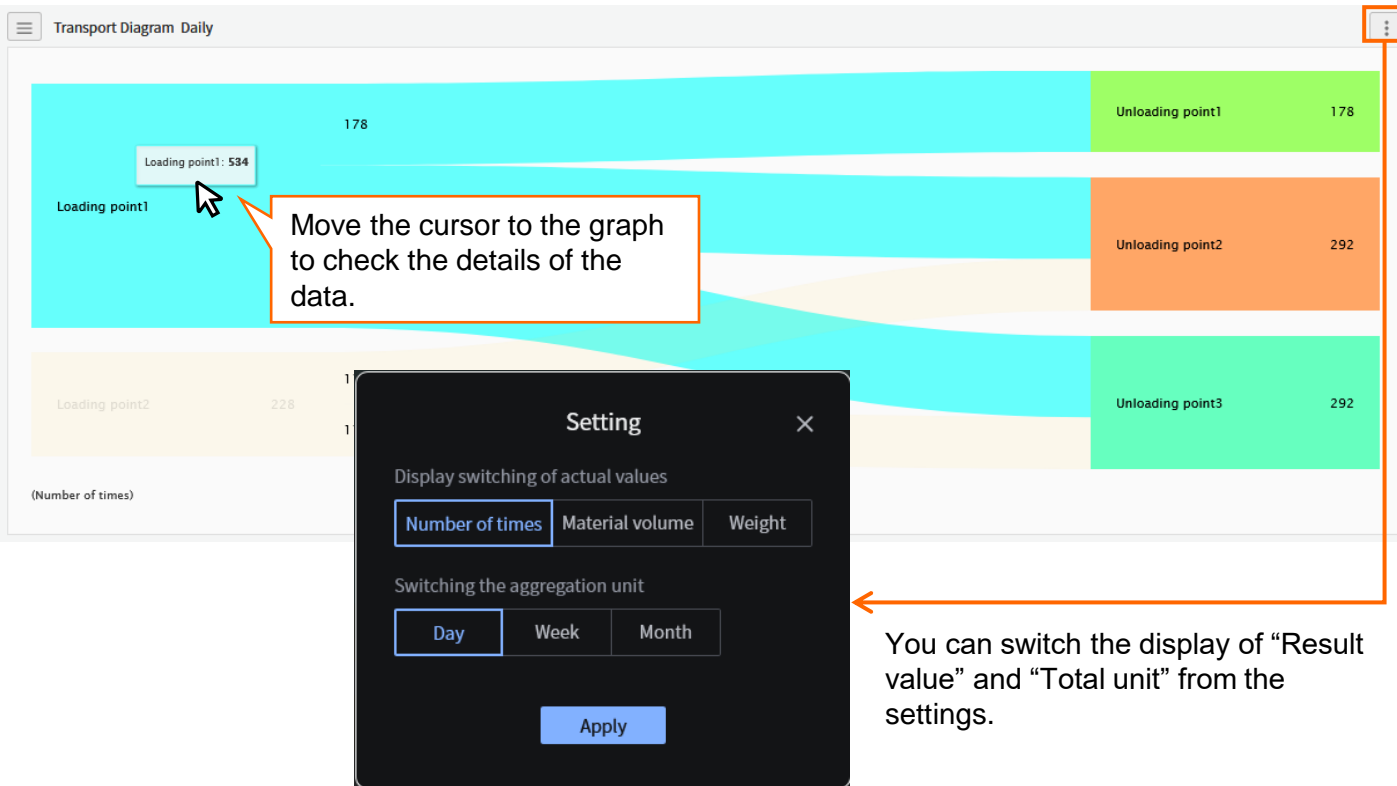 Transport Diagram Daily
178
Unloading point1 178
Loading point1: 534
Loading point1
Move the cursor to the graph
to check the details of the
data.
Unloading point2 292
Loading point2 228
Unloading point3 292
(Number of times)
Setting
Display switching of actual values
Number of times Material volume Weight
Switching the aggregation unit
Day Week Month
Apply
You can switch the display of “Result
value” and “Total unit” from the
settings.